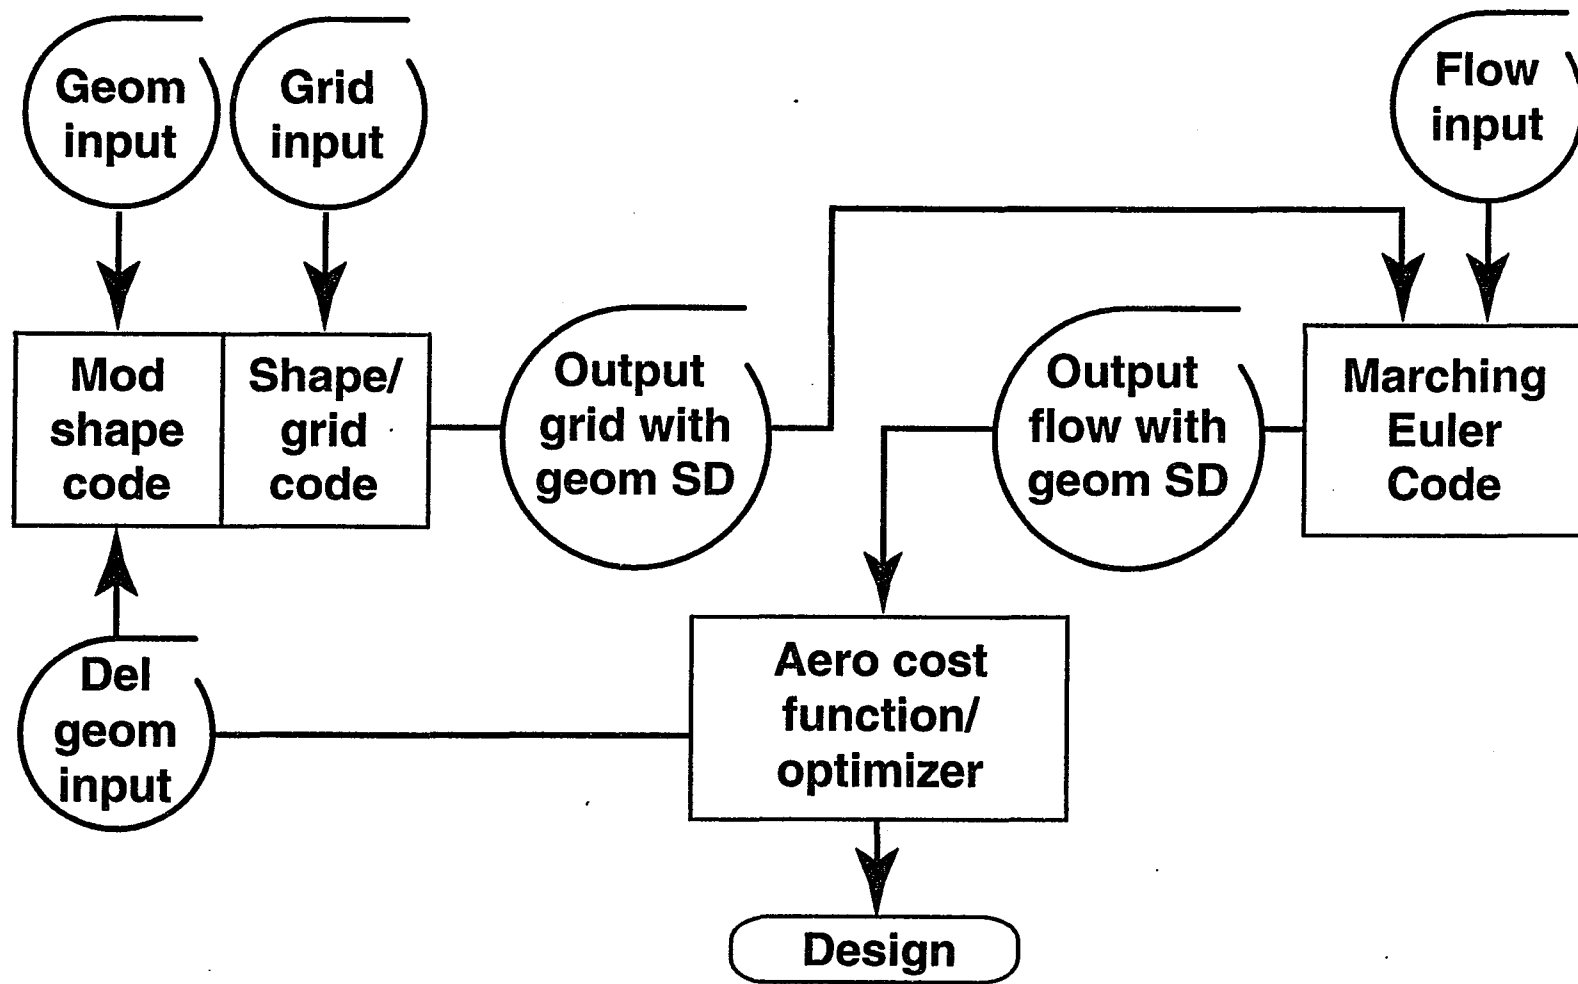 Geom
input
Grid
input
Flow
input
Mod
shape
code
Shape/
grid
code
Output
grid with
geom SD
Output
flow with
geom SD
Marching
Euler
Code
Del
geom
input
Aero cost
function/
optimizer
Design